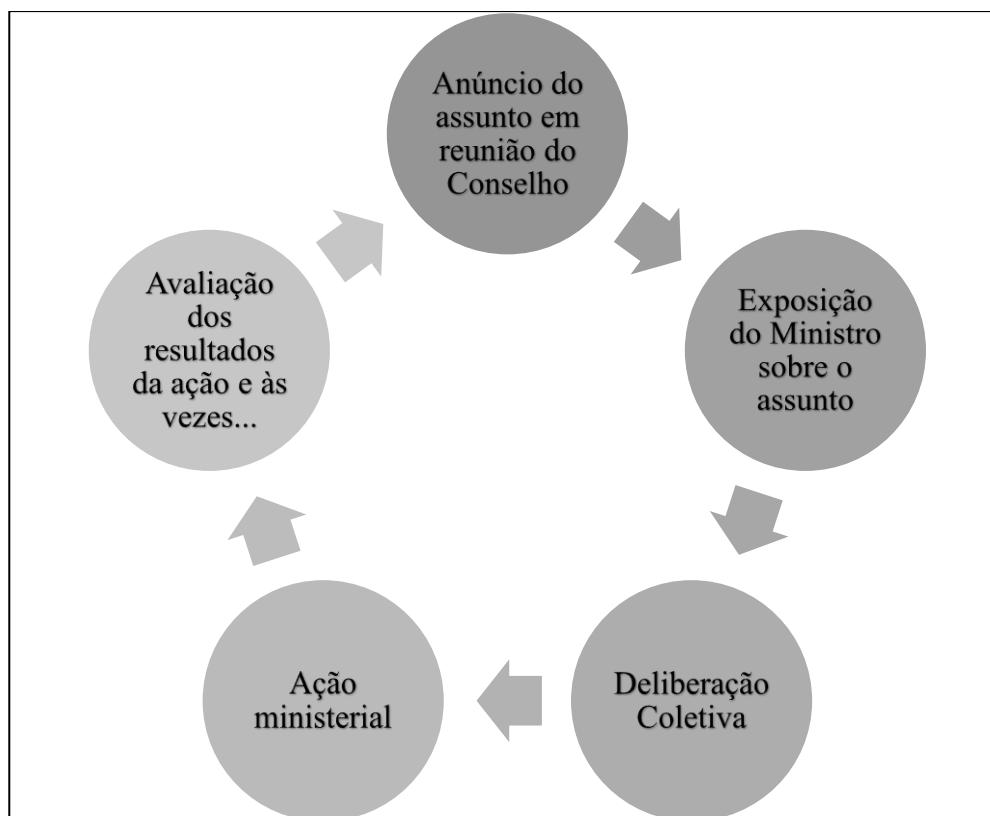 Anúncio do
assunto em
reunião do
Conselho
Exposição
do Ministro
sobre o
assunto
Deliberação
Coletiva
Ação
ministerial
Avaliação
dos
resultados
da ação e às
vezes...